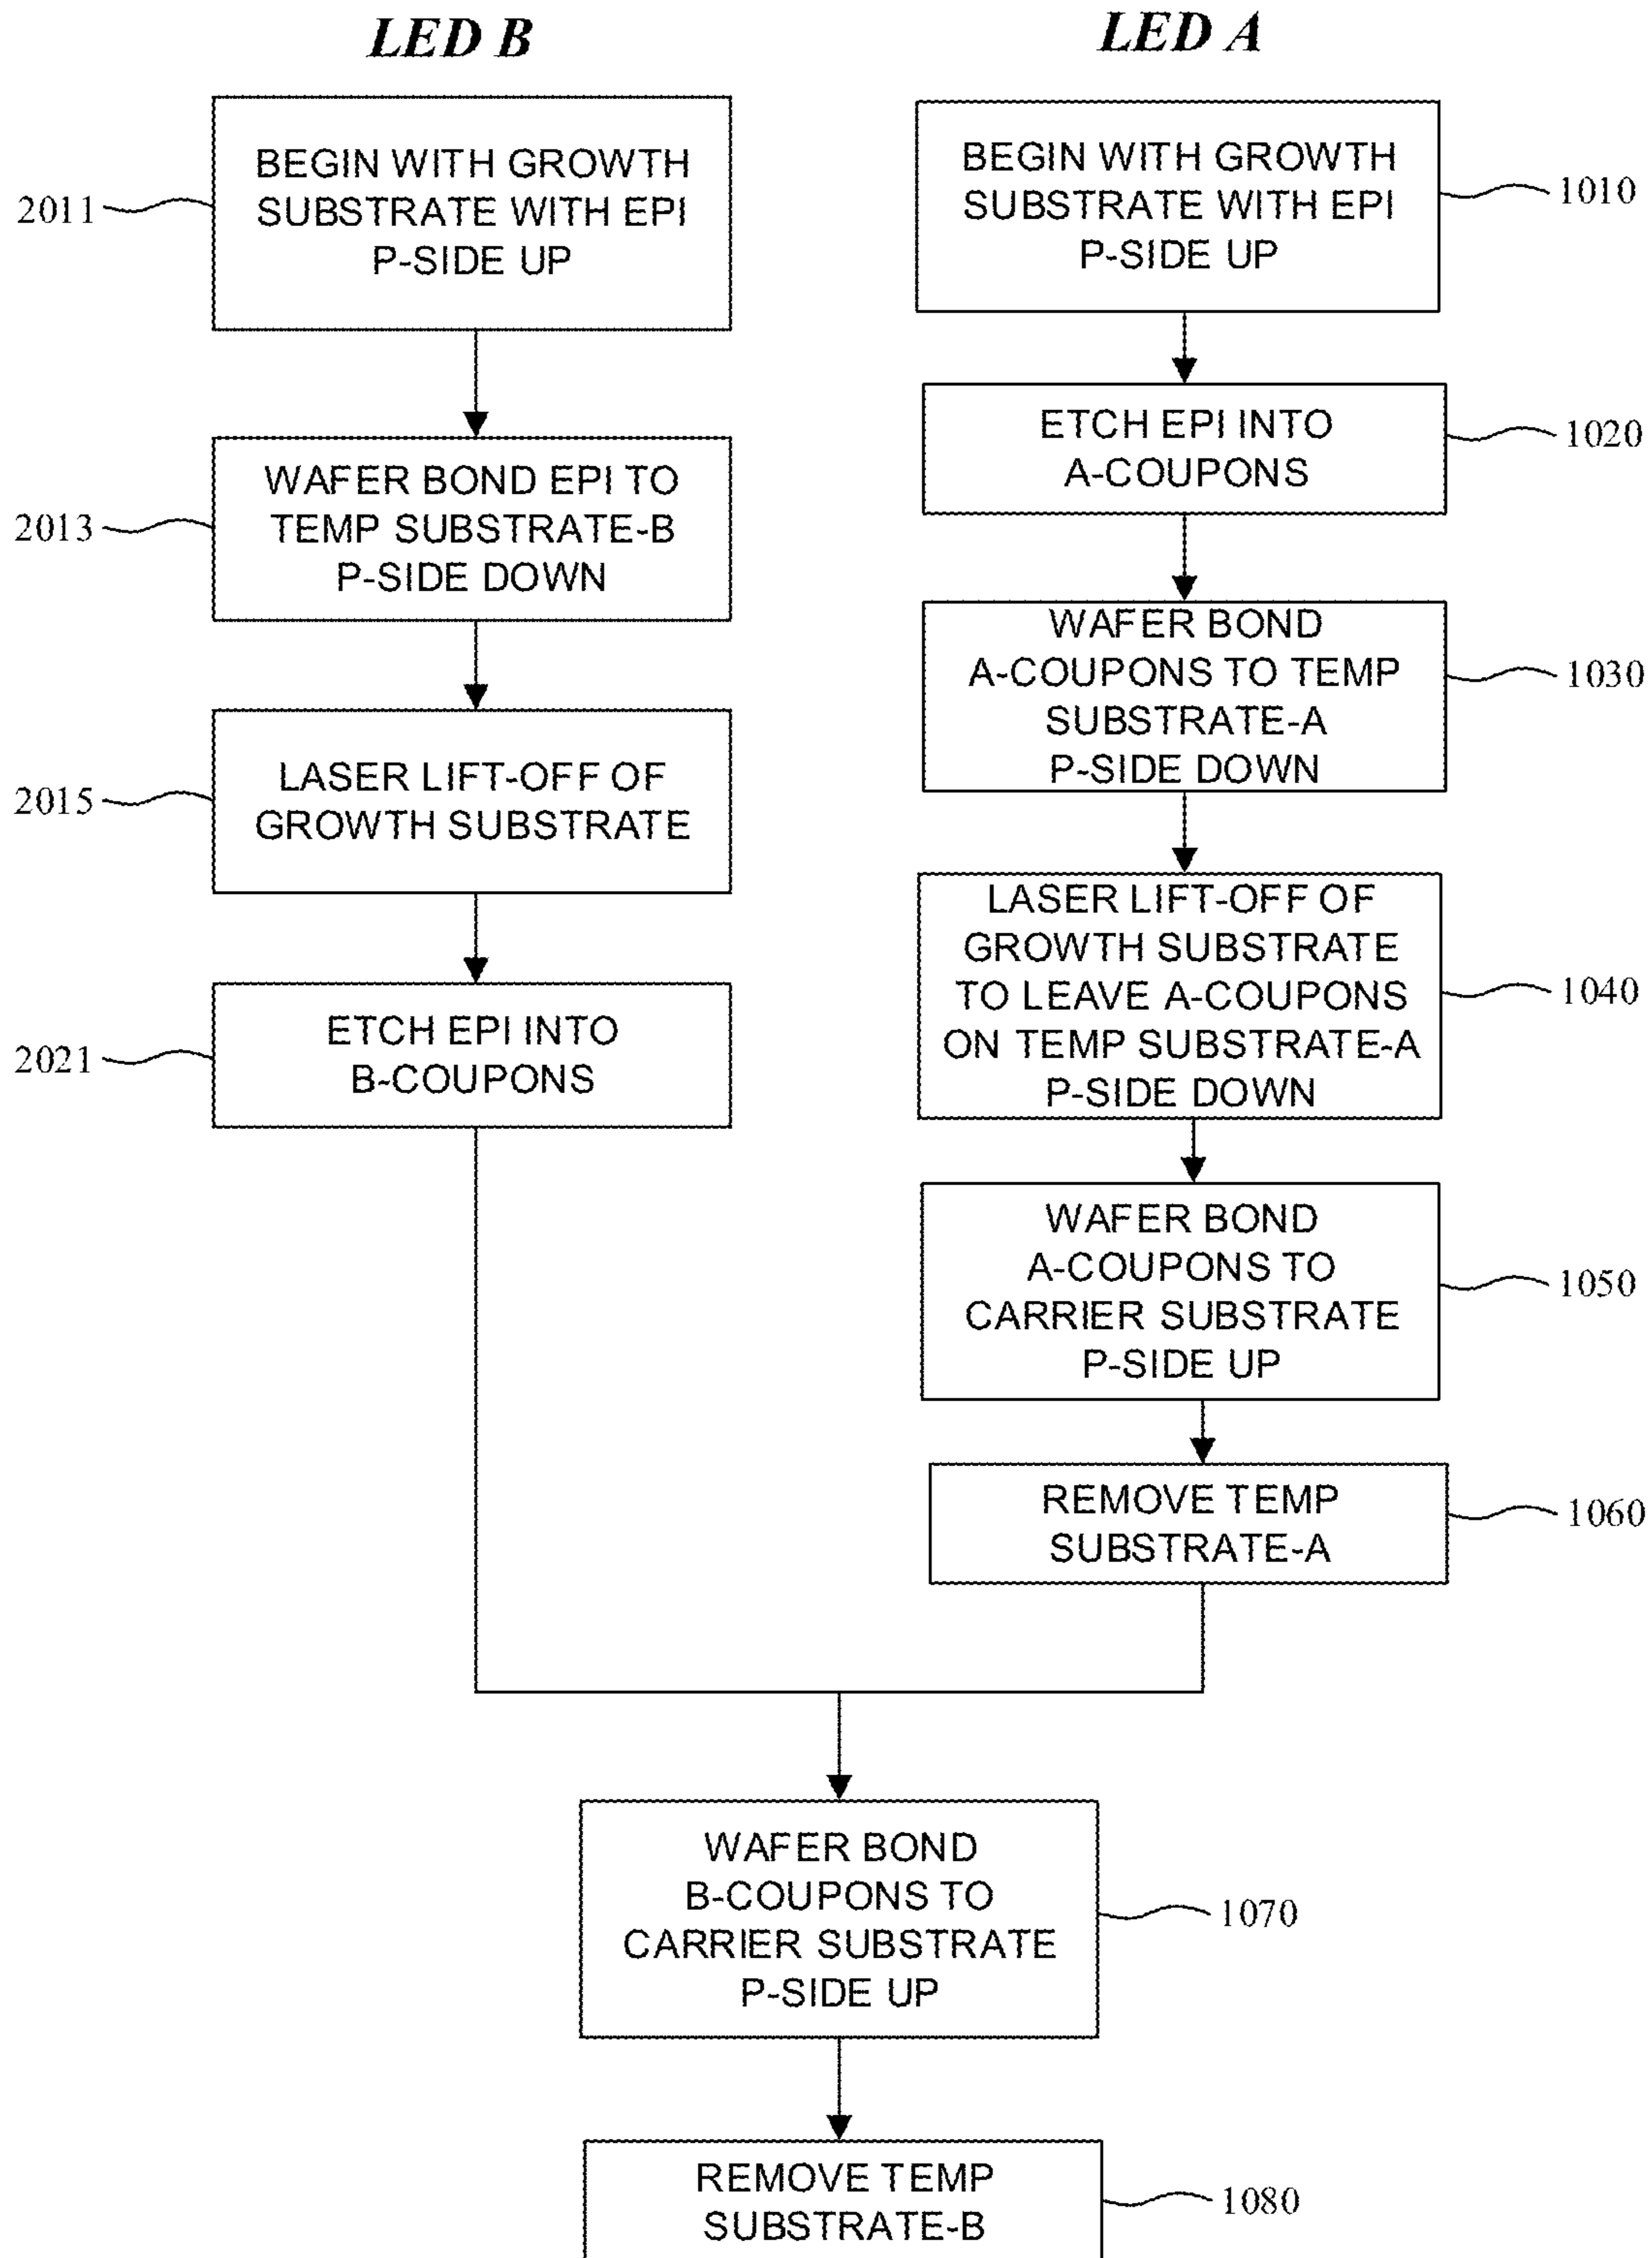 LED B
LED A
BEGIN WITH GROWTH
SUBSTRATE WITH EPI
P-SIDE UP
2011
WAFER BOND EPI TO
TEMP SUBSTRATE-B
P-SIDE DOWN
2013
LASER LIFT-OFF OF
GROWTH SUBSTRATE
2015
ETCH EPI INTO
B-COUPONS
2021
BEGIN WITH GROWTH
SUBSTRATE WITH EPI
P-SIDE UP
1010
ETCH EPI INTO
A-COUPONS
1020
WAFER BOND
A-COUPONS TO TEMP
SUBSTRATE-A
P-SIDE DOWN
1030
LASER LIFT-OFF OF
GROWTH SUBSTRATE
TO LEAVE A-COUPONS
ON TEMP SUBSTRATE-A
P-SIDE DOWN
1040
WAFER BOND
A-COUPONS TO
CARRIER SUBSTRATE
P-SIDE UP
1050
REMOVE TEMP
SUBSTRATE-A
1060
WAFER BOND
B-COUPONS TO
CARRIER SUBSTRATE
P-SIDE UP
1070
REMOVE TEMP
SUBSTRATE-B
1080